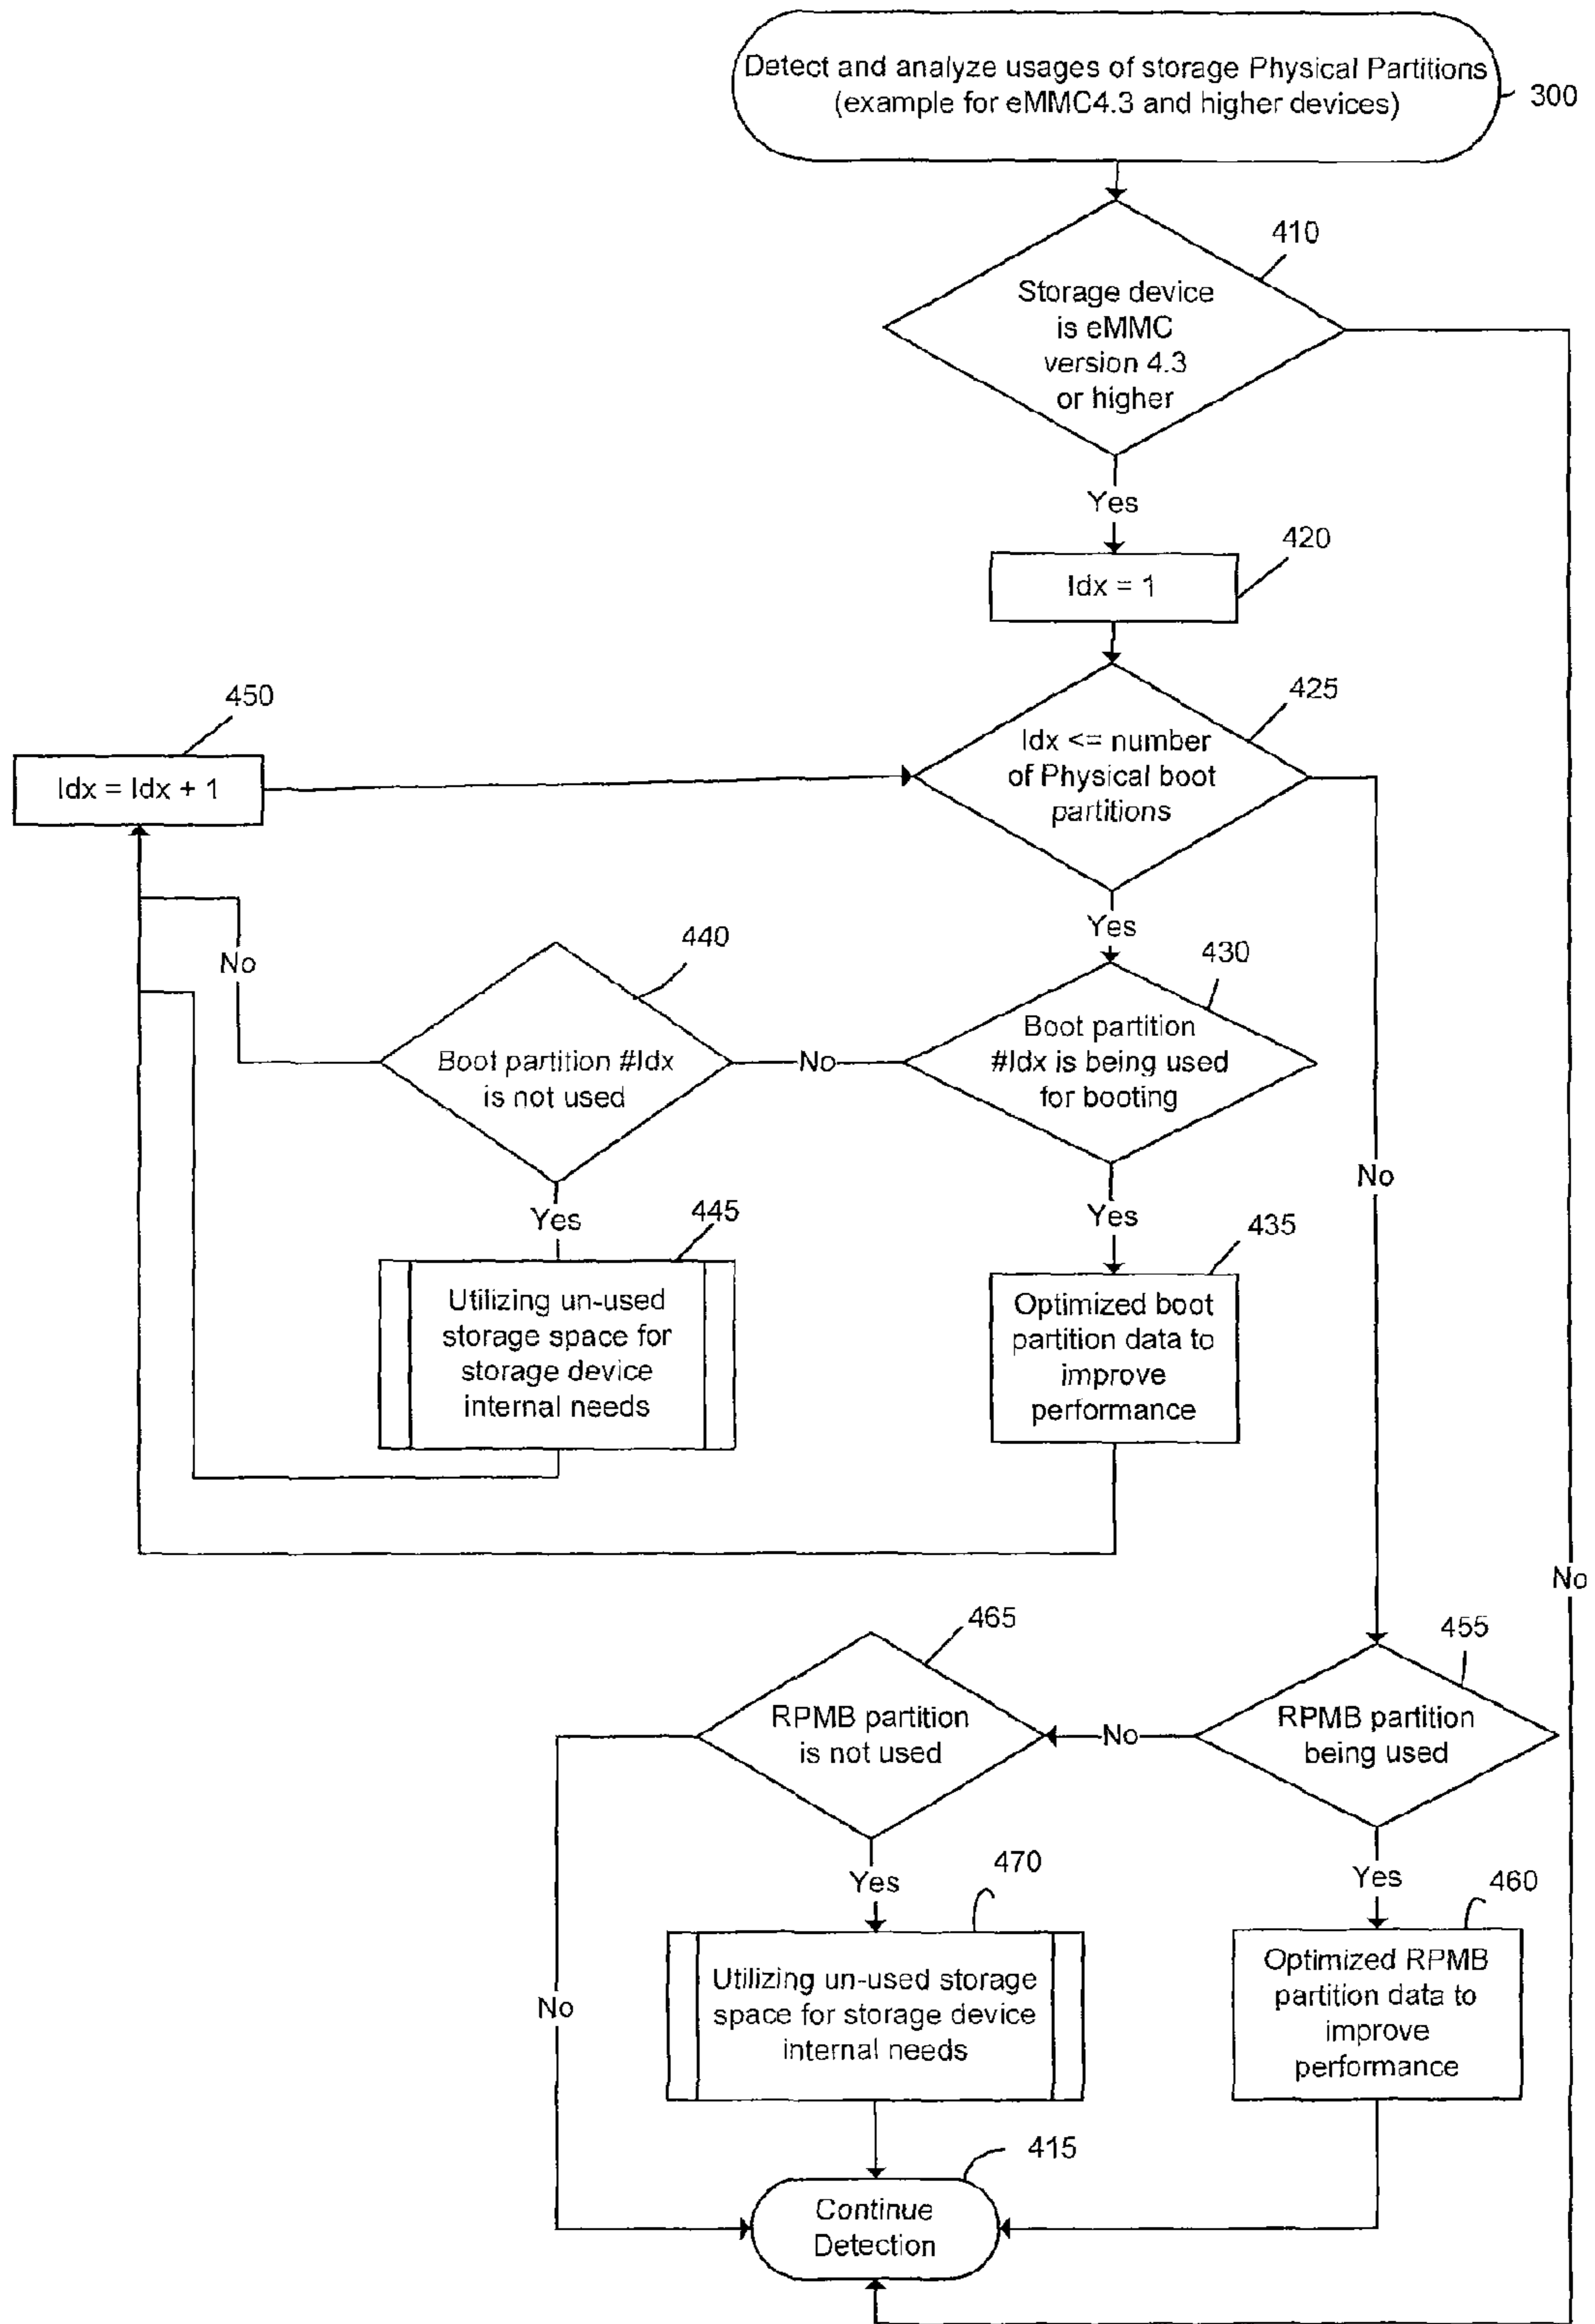 Detect and analyze usages of storage Physical Partitions
(example for eMMC4.3 and higher devices)
300
410
Storage device
is eMMC
version 4.3
or higher
Yes
420
Idx = 1
450
Idx = Idx + 1
425
Idx <= number
of Physical boot
partitions
Yes
No
440
Boot partition #Idx
is not used
No
430
Boot partition
#Idx is being used
for booting
No
Yes
445
Utilizing un-used
storage space for
storage device
internal needs
Yes
435
Optimized boot
partition data to
improve
performance
No
465
RPMB partition
is not used
No
455
RPMB partition
being used
Yes
470
Utilizing un-used storage
space for storage device
internal needs
Yes
460
Optimized RPMB
partition data to
improve
performance
No
415
Continue
Detection